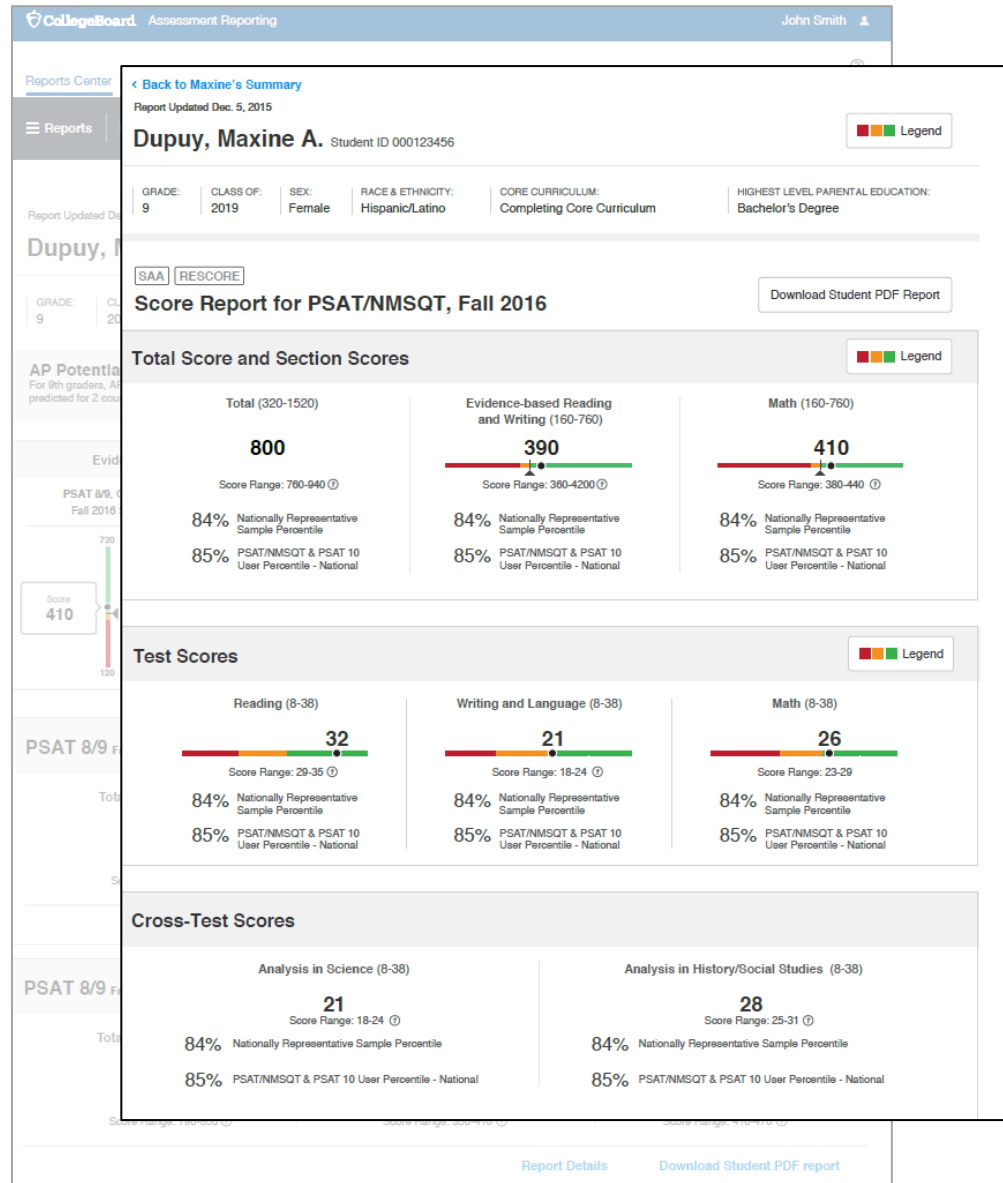 CollegeBoard Assessment Reporting
John Smith
Reports Center
Reports
Report Updated De
Dupuy, M
GRADE:
9
CL
20
AP Potentia
For 9th graders, AP
predicted for 2 cou
Evid
PSAT 8/9, 
Fall 2016
720
Score
410
120
PSAT 8/9
Tota
PSAT 8/9
Tota
< Back to Maxine's Summary
Report Updated Dec. 5, 2015
Dupuy, Maxine A. Student ID 000123456
Legend
GRADE: CLASS OF: SEX: RACE & ETHNICITY: CORE CURRICULUM: HIGHEST LEVEL PARENTAL EDUCATION:
9 2019 Female Hispanic/Latino Completing Core Curriculum Bachelor's Degree
SAA RESCORE
Score Report for PSAT/NMSQT, Fall 2016
Download Student PDF Report
Total Score and Section Scores
Legend
Total (320-1520)
800
Score Range: 760-940
84% Nationally Representative
Sample Percentile
85% PSAT/NMSQT & PSAT 10
User Percentile - National
Evidence-based Reading
and Writing (160-760)
390
Score Range: 360-4200
84% Nationally Representative
Sample Percentile
85% PSAT/NMSQT & PSAT 10
User Percentile - National
Math (160-760)
410
Score Range: 380-440
84% Nationally Representative
Sample Percentile
85% PSAT/NMSQT & PSAT 10
User Percentile - National
Test Scores
Legend
Reading (8-38)
32
Score Range: 29-35
84% Nationally Representative
Sample Percentile
85% PSAT/NMSQT & PSAT 10
User Percentile - National
Writing and Language (8-38)
21
Score Range: 18-24
84% Nationally Representative
Sample Percentile
85% PSAT/NMSQT & PSAT 10
User Percentile - National
Math (8-38)
26
Score Range: 23-29
84% Nationally Representative
Sample Percentile
85% PSAT/NMSQT & PSAT 10
User Percentile - National
Cross-Test Scores
Analysis in Science (8-38)
21
Score Range: 18-24
84% Nationally Representative Sample Percentile
85% PSAT/NMSQT & PSAT 10 User Percentile - National
Analysis in History/Social Studies (8-38)
28
Score Range: 25-31
84% Nationally Representative Sample Percentile
85% PSAT/NMSQT & PSAT 10 User Percentile - National
Report Details
Download Student PDF report